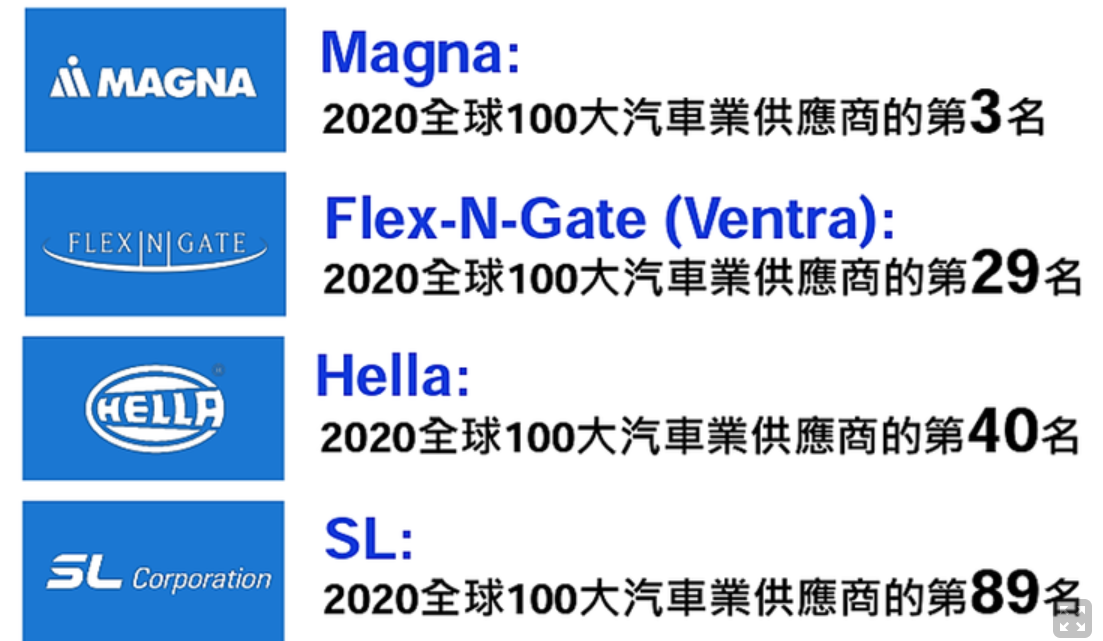 MAGNA
Magna:
2020全球100大汽車業供應商的第3名
FLEX|N|GATE
Flex-N-Gate (Ventra):
2020全球100大汽車業供應商的第29名
HELLA
Hella:
2020全球100大汽車業供應商的第40名
SL Corporation
SL:
2020全球100大汽車業供應商的第89名